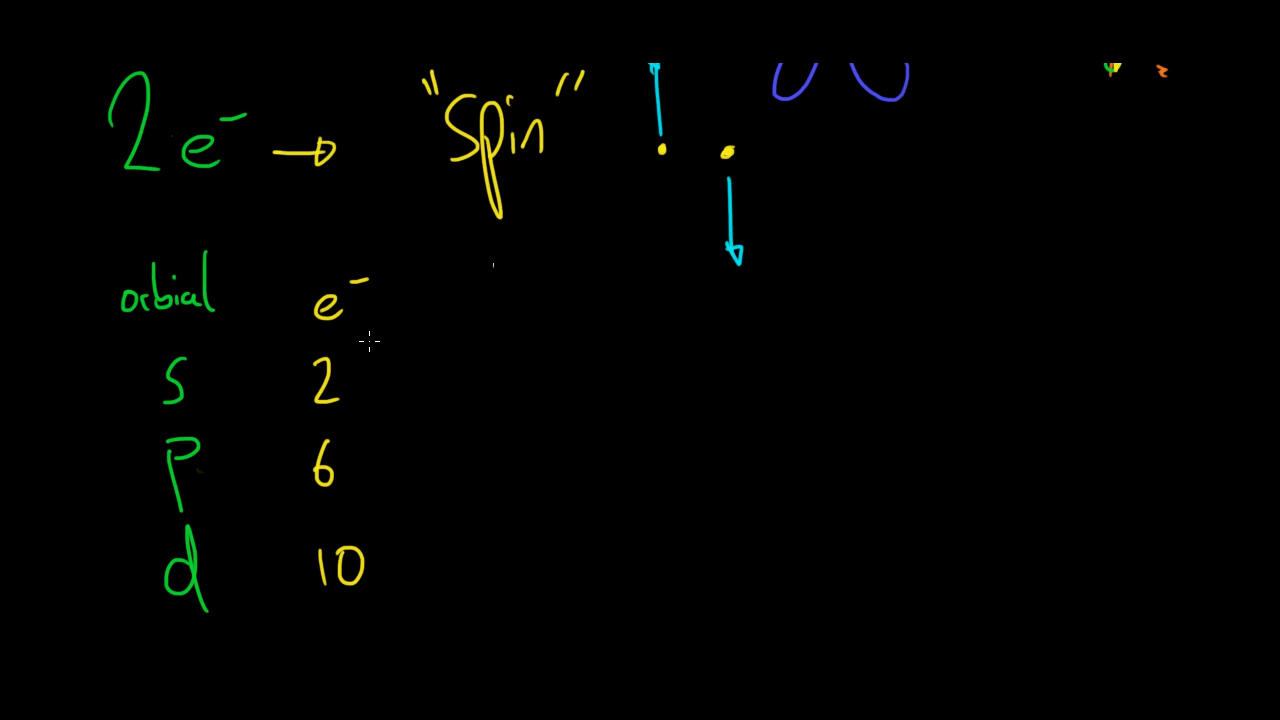 2e⁻ → "Spin"
orbial e⁻
s 2
p 6
d 10
z